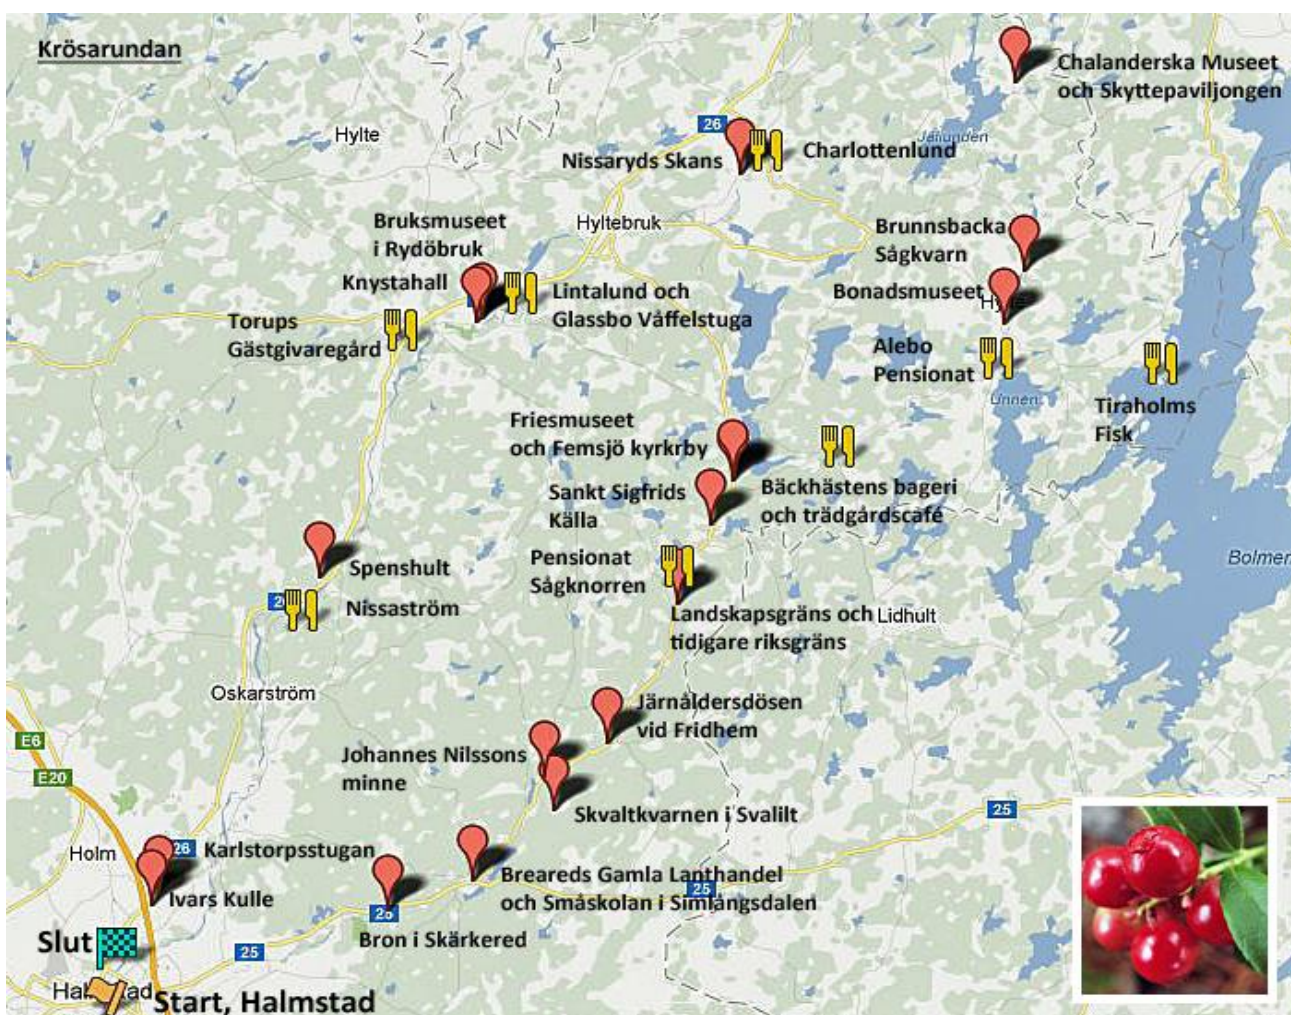 Krösarundan
Chalanderska Museet
och Skyttepaviljongen
26
Hylte
Nissaryds Skans
Charlottenlund
Bruksmuseet
i Rydöbruk
Hyltebruk
Brunnsbacka
Sågkvarn
Knystahall
Lintalund och
Glassbo Våffelstuga
Bonadsmuseet
Torups
Gästgivaregård
Alebo
Pensionat
Unnen
Tiraholms
Fisk
Friesmuseet
och Femsjö kyrkrby
Sankt Sigfrids
Källa
Bäckhästens bageri
och trädgårdscafé
Pensionat
Sågknorren
Spenshult
Nissaström
Landskapsgräns och
tidigare riksgräns
Lidhult
Bolmen
Oskarström
Järnåldersdösen
vid Fridhem
E6
E20
Johannes Nilssons
minne
Skvaltkvarnen i Svalilt
25
Holm
26
Karlstorpsstugan
Ivars Kulle
Breareds Gamla Lanthandel
och Småskolan i Simlångsdalen
25
25
Bron i Skärkered
Slut
25
Start, Halmstad